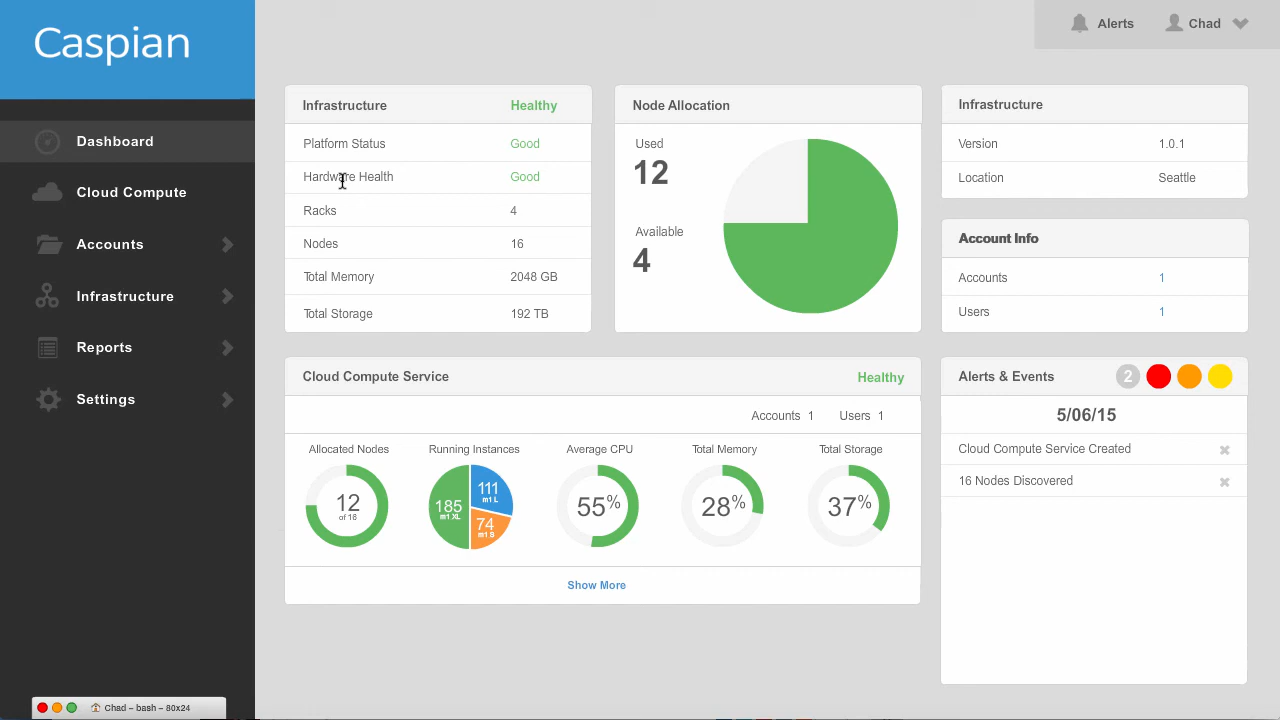 Caspian
Alerts
Chad
Dashboard
Cloud Compute
Accounts
Infrastructure
Reports
Settings
Infrastructure Healthy
Platform Status Good
Hardware Health Good
Racks 4
Nodes 16
Total Memory 2048 GB
Total Storage 192 TB
Node Allocation
Used
12
Available
4
Infrastructure
Version 1.0.1
Location Seattle
Account Info
Accounts 1
Users 1
Cloud Compute Service Healthy
Accounts 1 Users 1
Allocated Nodes
12
of 16
Running Instances
185
m1 XL
111
m1 L
74
m1 S
Average CPU
55%
Total Memory
28%
Total Storage
37%
Show More
Alerts & Events 2
5/06/15
Cloud Compute Service Created
16 Nodes Discovered
Chad – bash – 80x24